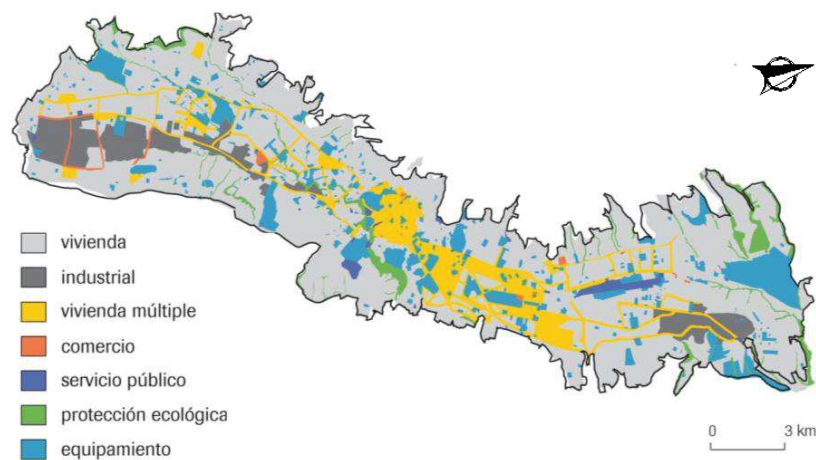 vivienda
industrial
vivienda múltiple
comercio
servicio público
protección ecológica
equipamiento
0 3 km